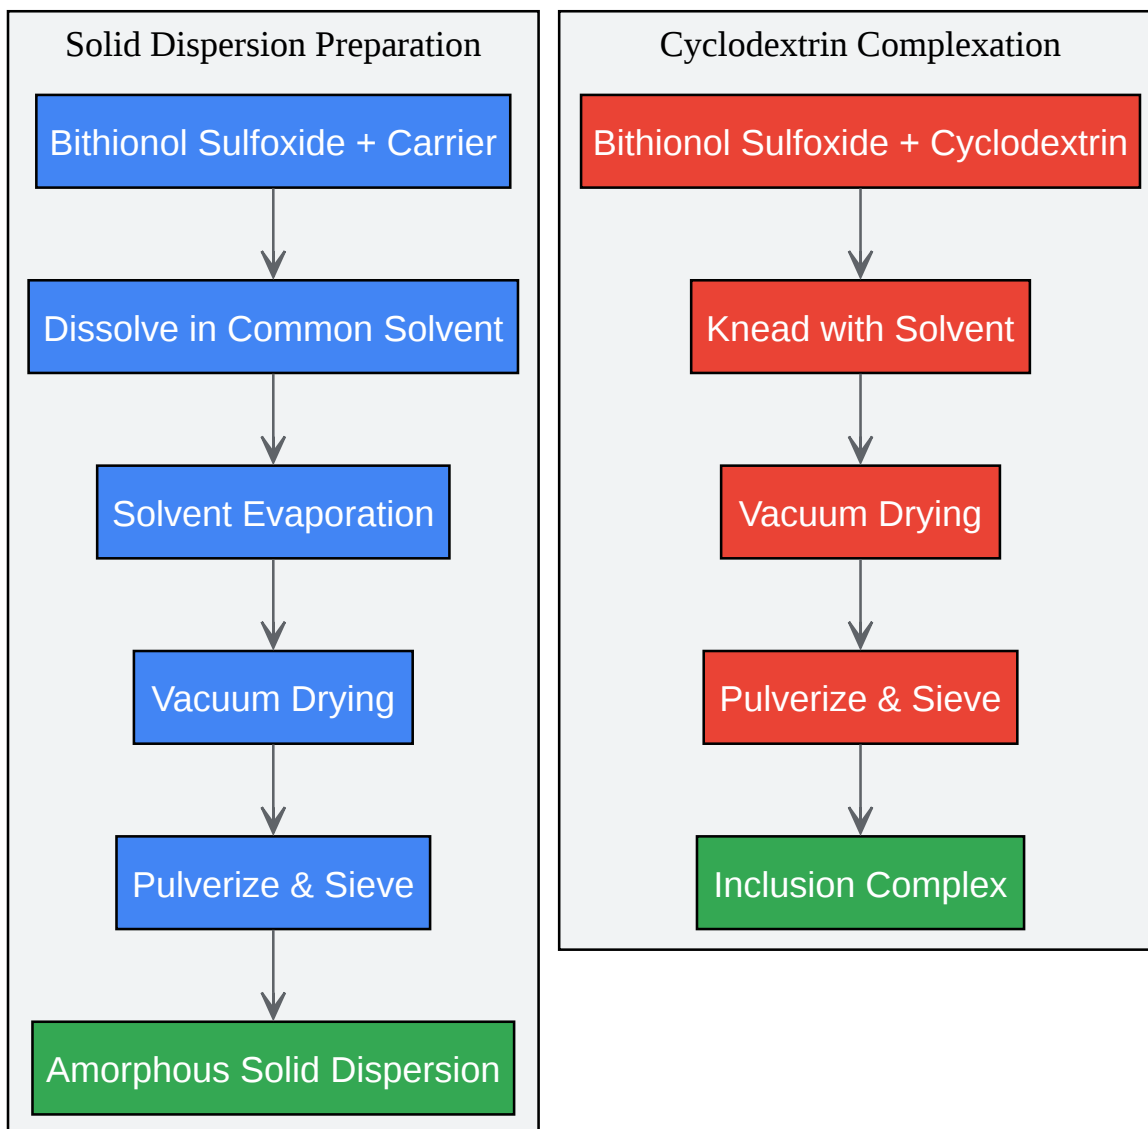 Solid Dispersion Preparation
Bithionol Sulfoxide + Carrier
Dissolve in Common Solvent
Solvent Evaporation
Vacuum Drying
Pulverize & Sieve
Amorphous Solid Dispersion
Cyclodextrin Complexation
Bithionol Sulfoxide + Cyclodextrin
Knead with Solvent
Vacuum Drying
Pulverize & Sieve
Inclusion Complex